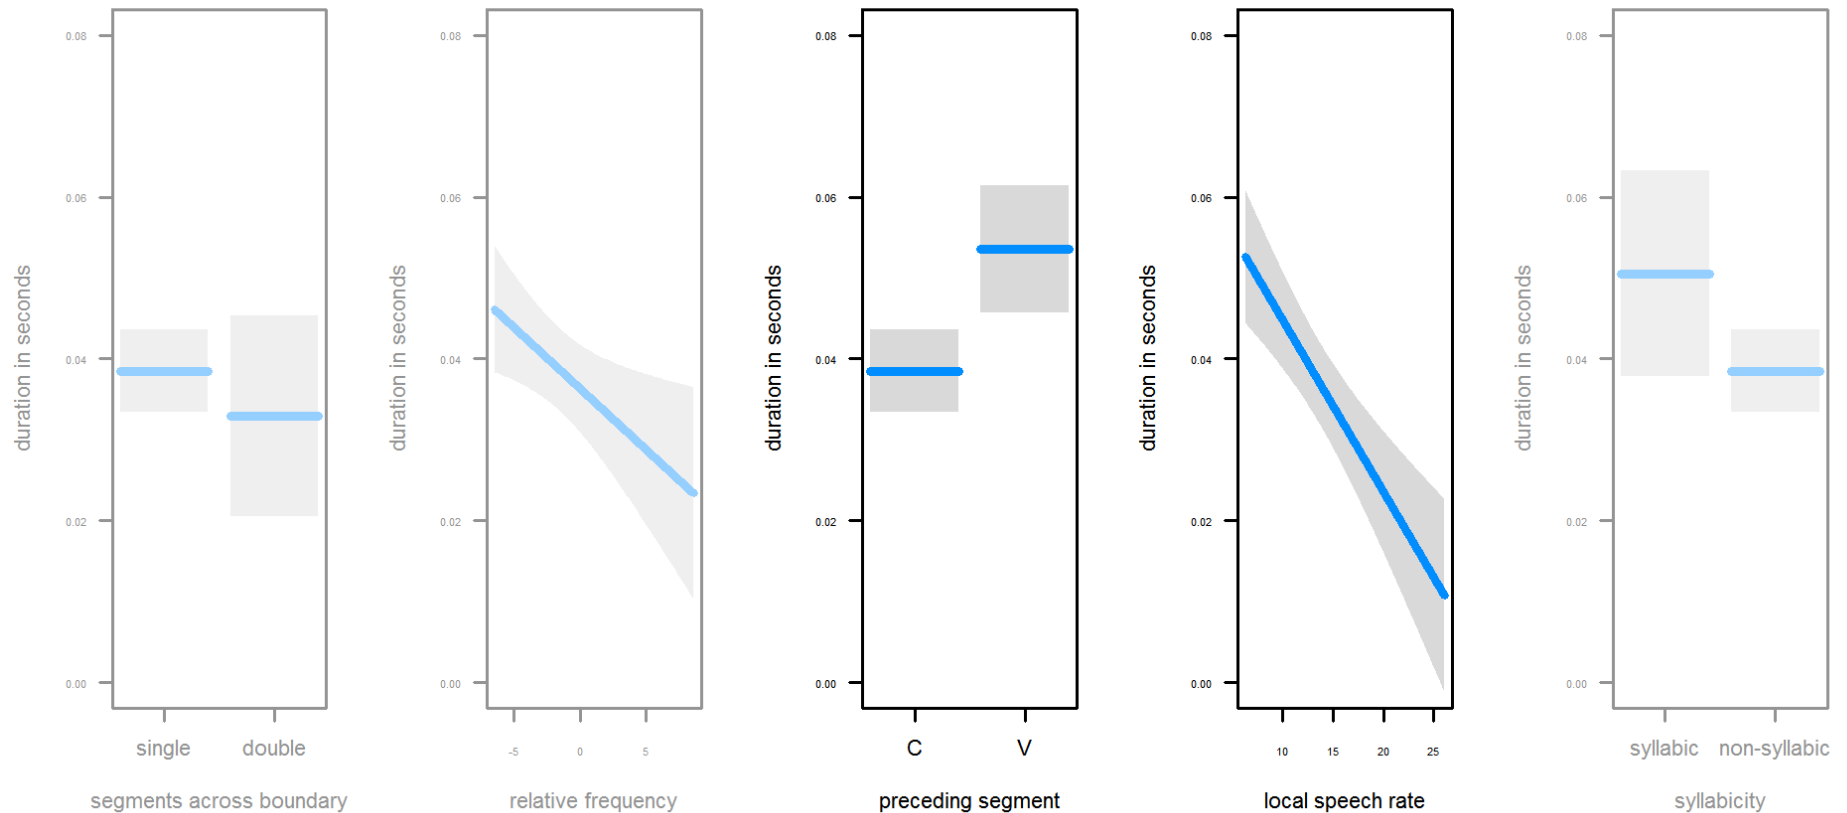 duration in seconds
0.08
0.06
0.04
0.02
0.00
single double
segments across boundary
duration in seconds
0.08
0.06
0.04
0.02
0.00
-5 0 5
relative frequency
duration in seconds
0.08
0.06
0.04
0.02
0.00
C V
preceding segment
duration in seconds
0.08
0.06
0.04
0.02
0.00
10 15 20 25
local speech rate
duration in seconds
0.08
0.06
0.04
0.02
0.00
syllabic non-syllabic
syllabicity